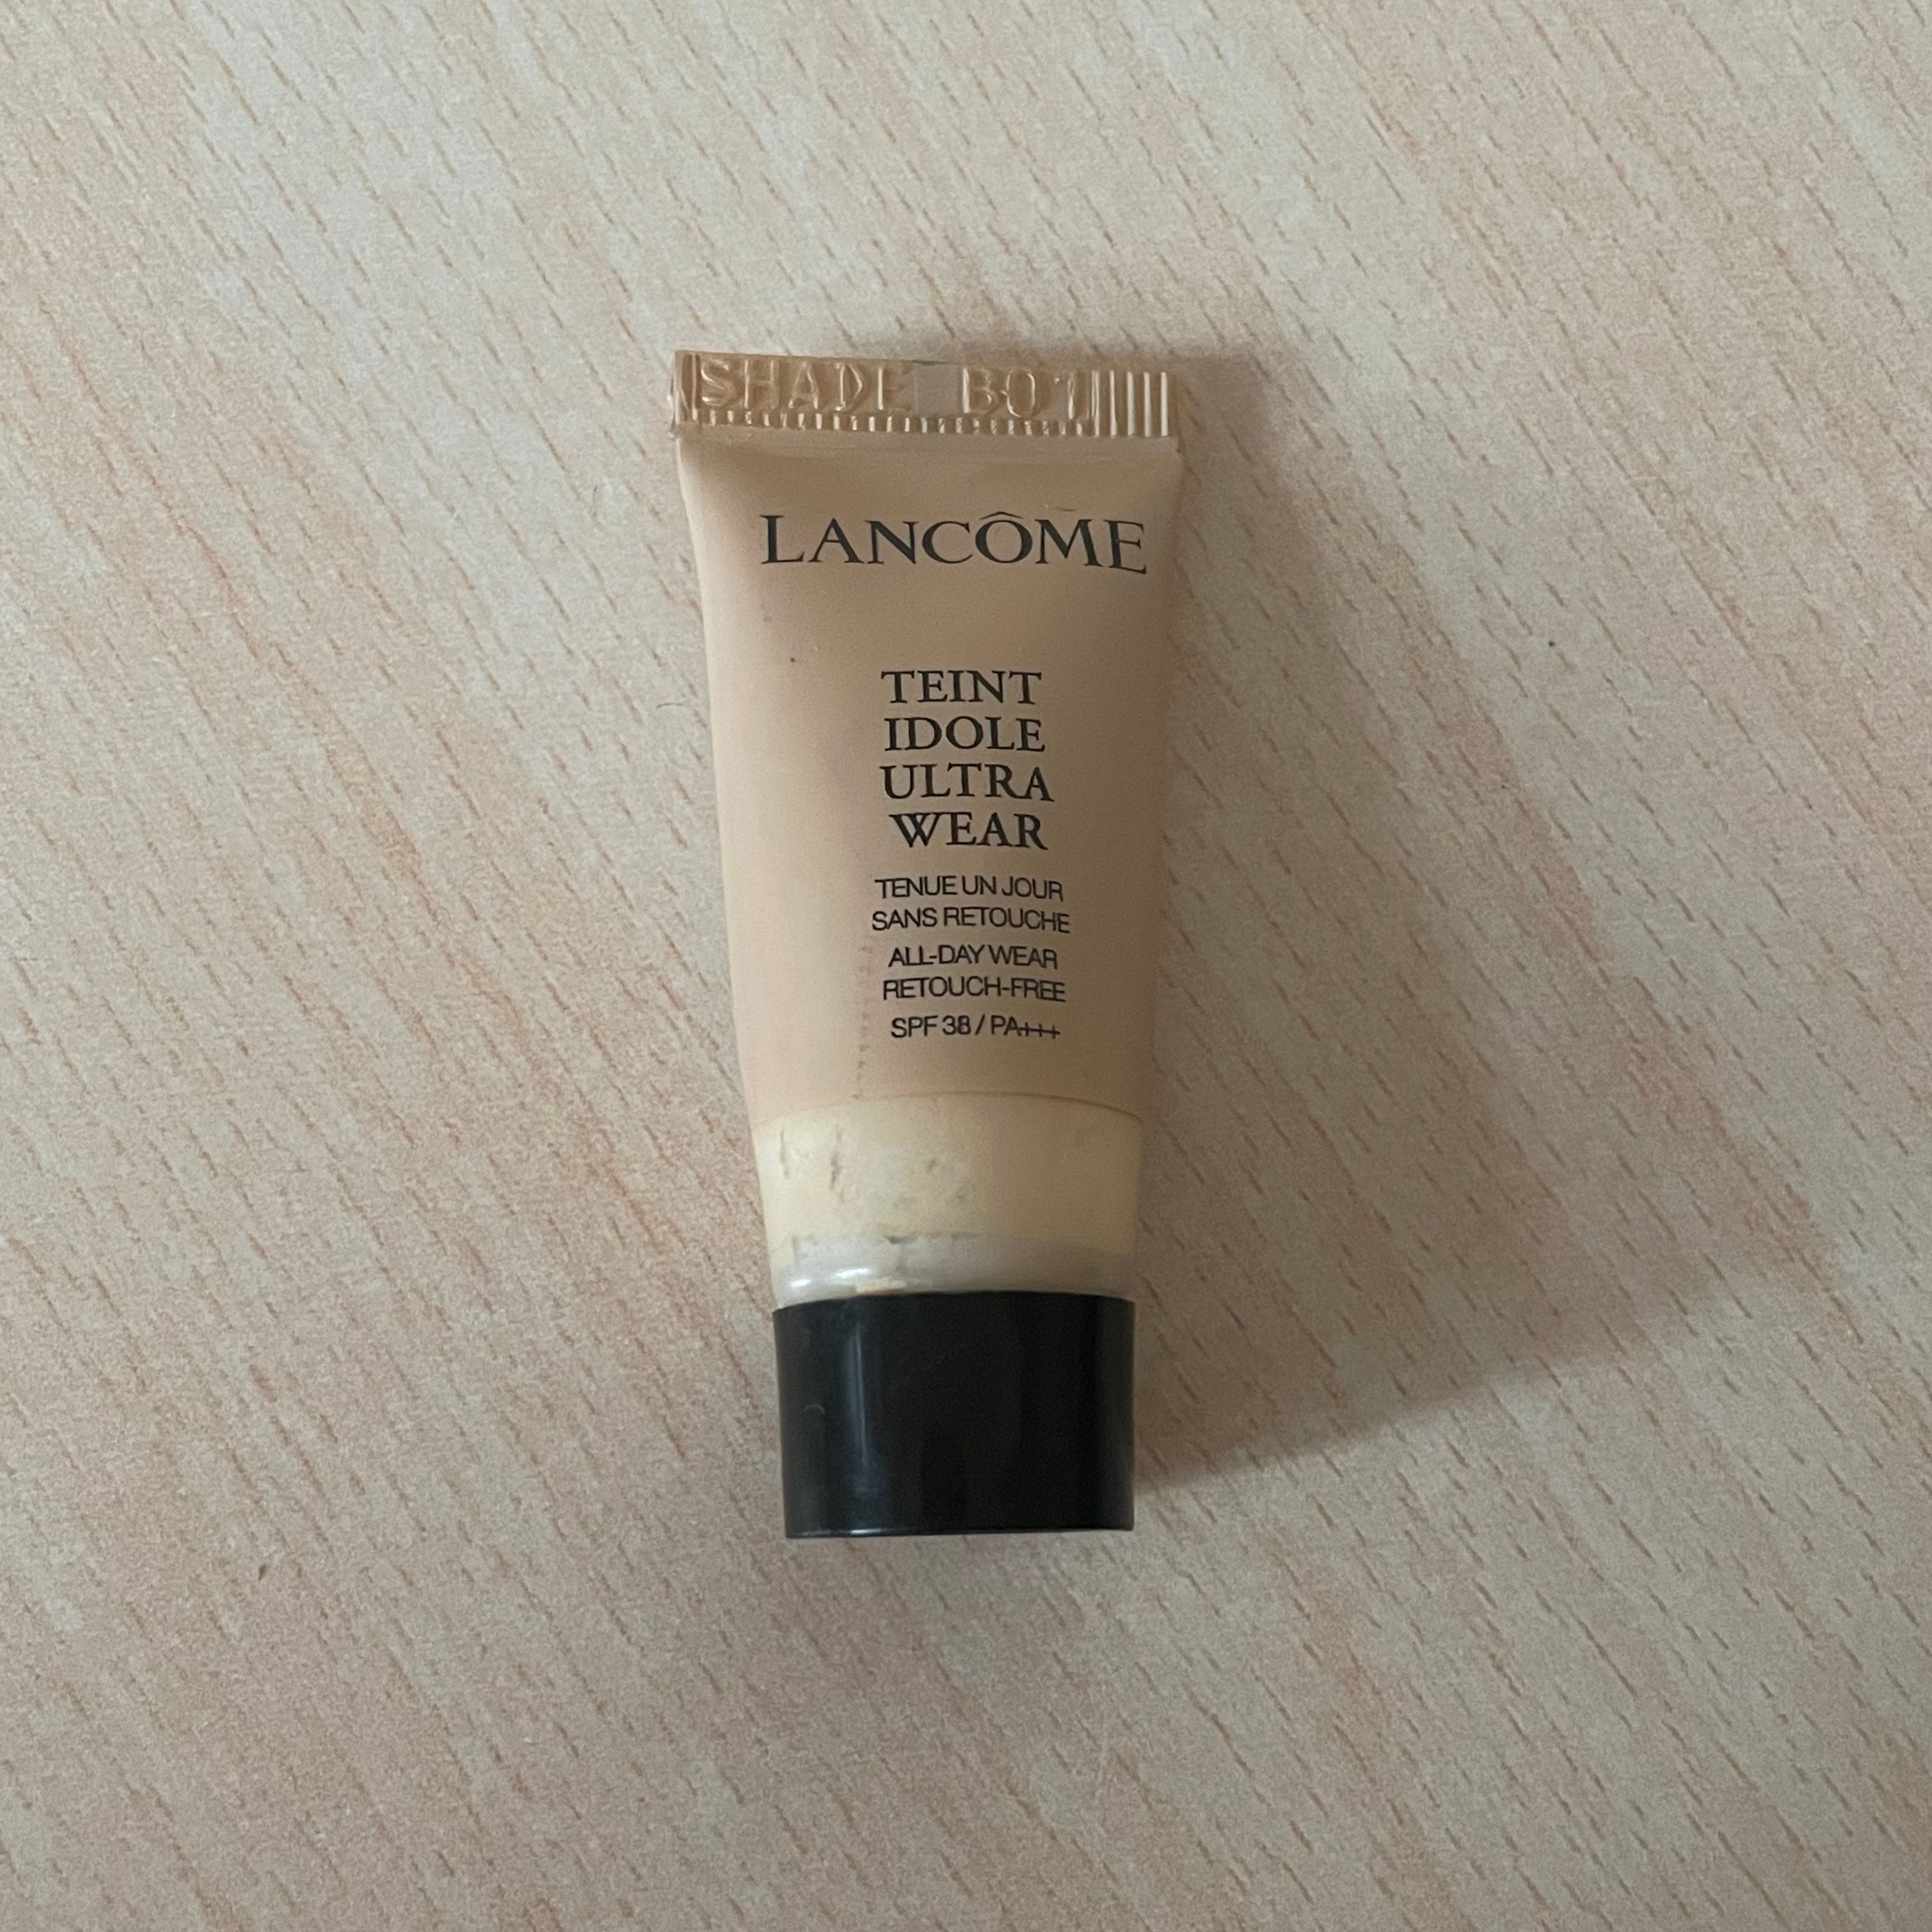 SHADE BO1
LANCÔME
TEINT
IDOLE
ULTRA
WEAR
TENUE UN JOUR
SANS RETOUCHE
ALL-DAY WEAR
RETOUCH-FREE
SPF 38 / PA+++